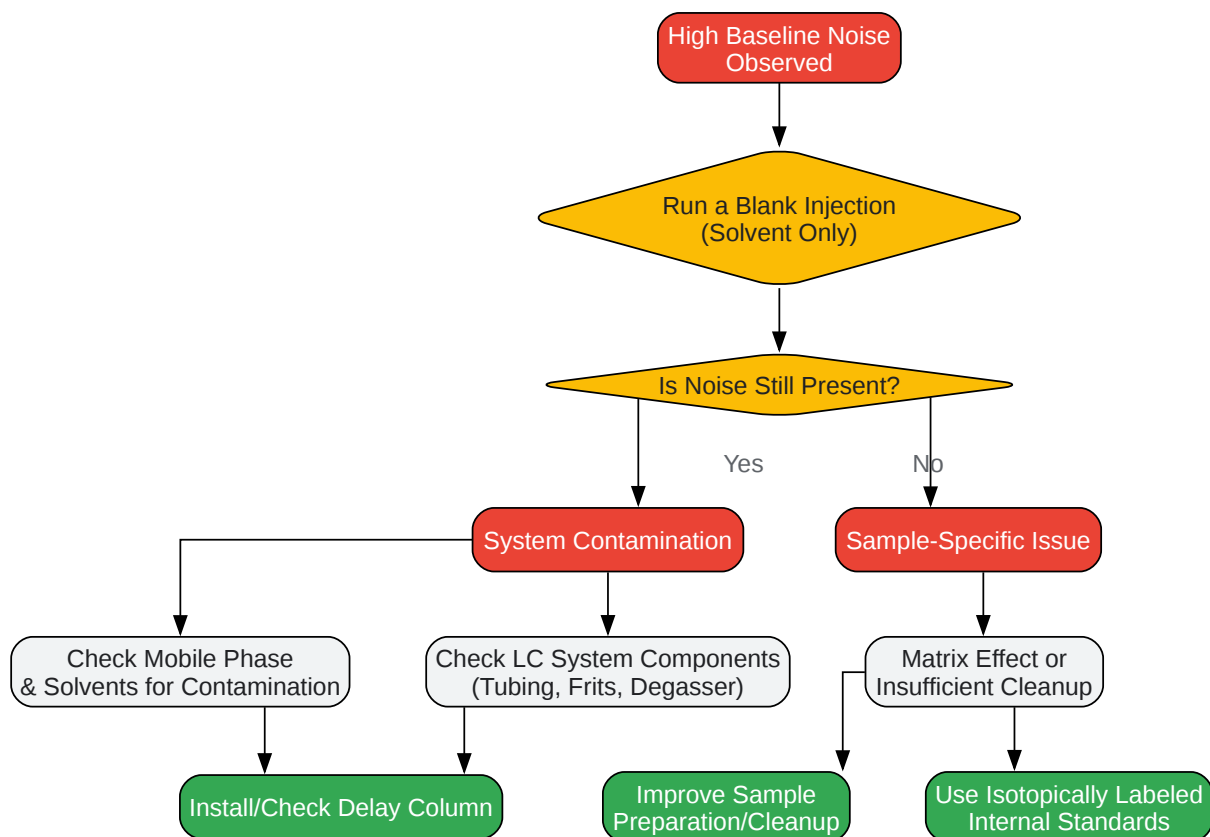 High Baseline Noise
Observed
Run a Blank Injection
(Solvent Only)
Is Noise Still Present?
Yes
No
System Contamination
Sample-Specific Issue
Check Mobile Phase
& Solvents for Contamination
Check LC System Components
(Tubing, Frits, Degasser)
Matrix Effect or
Insufficient Cleanup
Install/Check Delay Column
Improve Sample
Preparation/Cleanup
Use Isotopically Labeled
Internal Standards